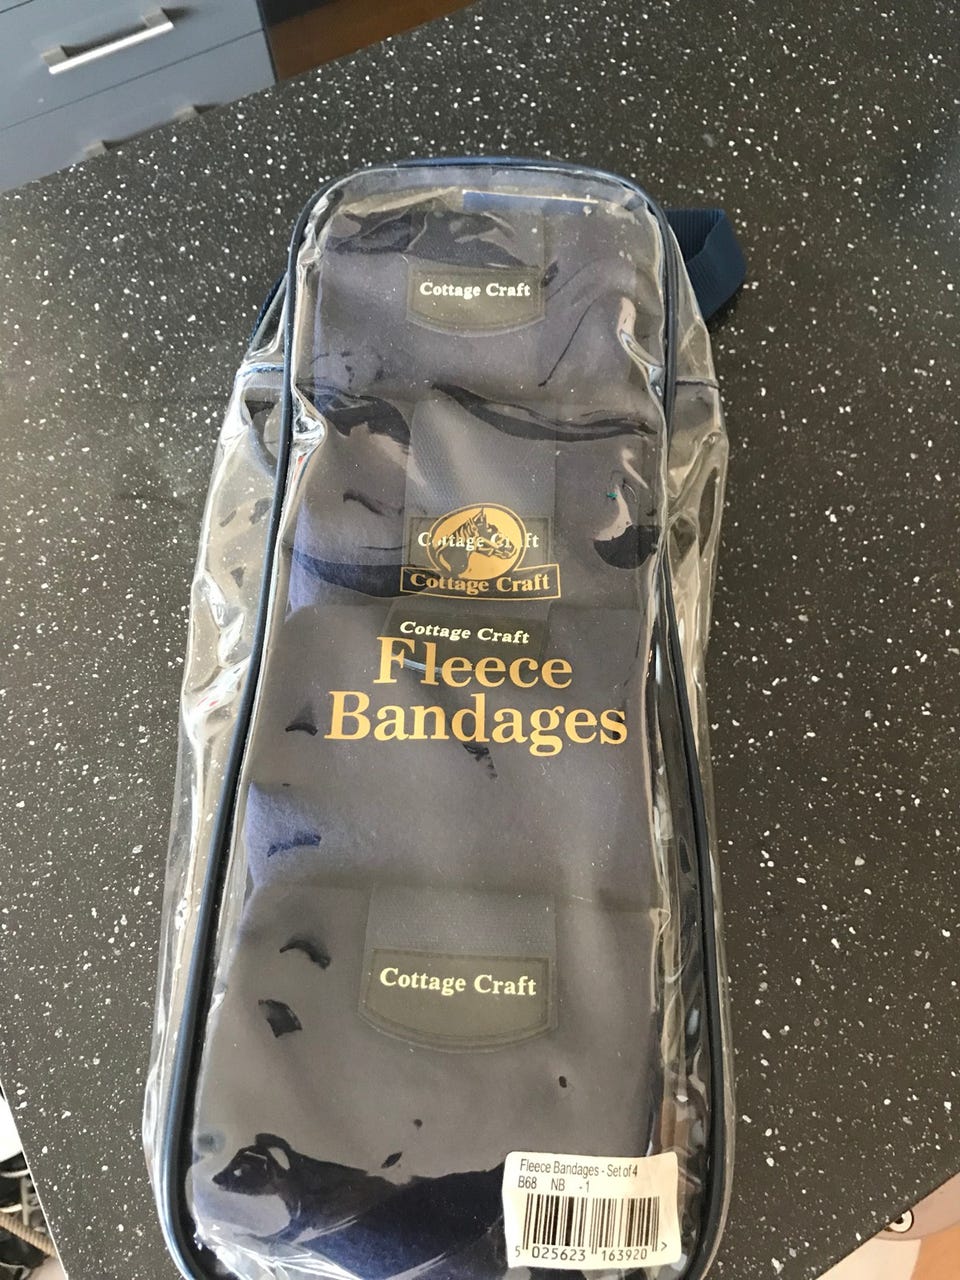 Cottage Craft
Cottage Craft
Cottage Craft
Cottage Craft
Fleece
Bandages
Cottage Craft
Fleece Bandages - Set of 4
B68 NB -1
5 025623 163920 >